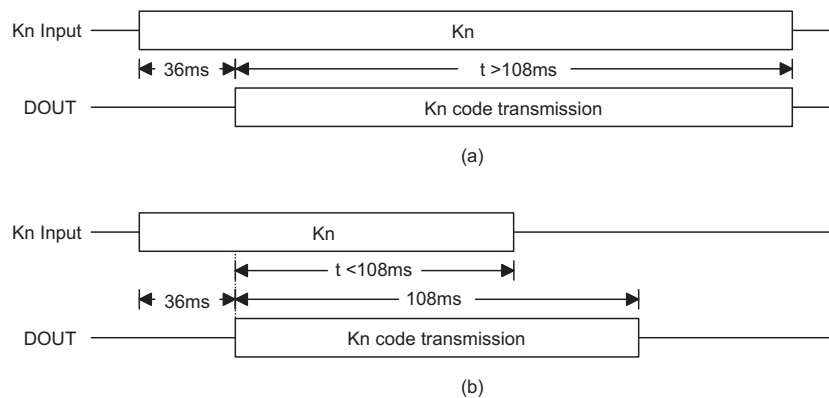 Kn Input
Kn
36ms
t >108ms
DOUT
Kn code transmission
(a)
Kn Input
Kn
t <108ms
36ms
108ms
DOUT
Kn code transmission
(b)